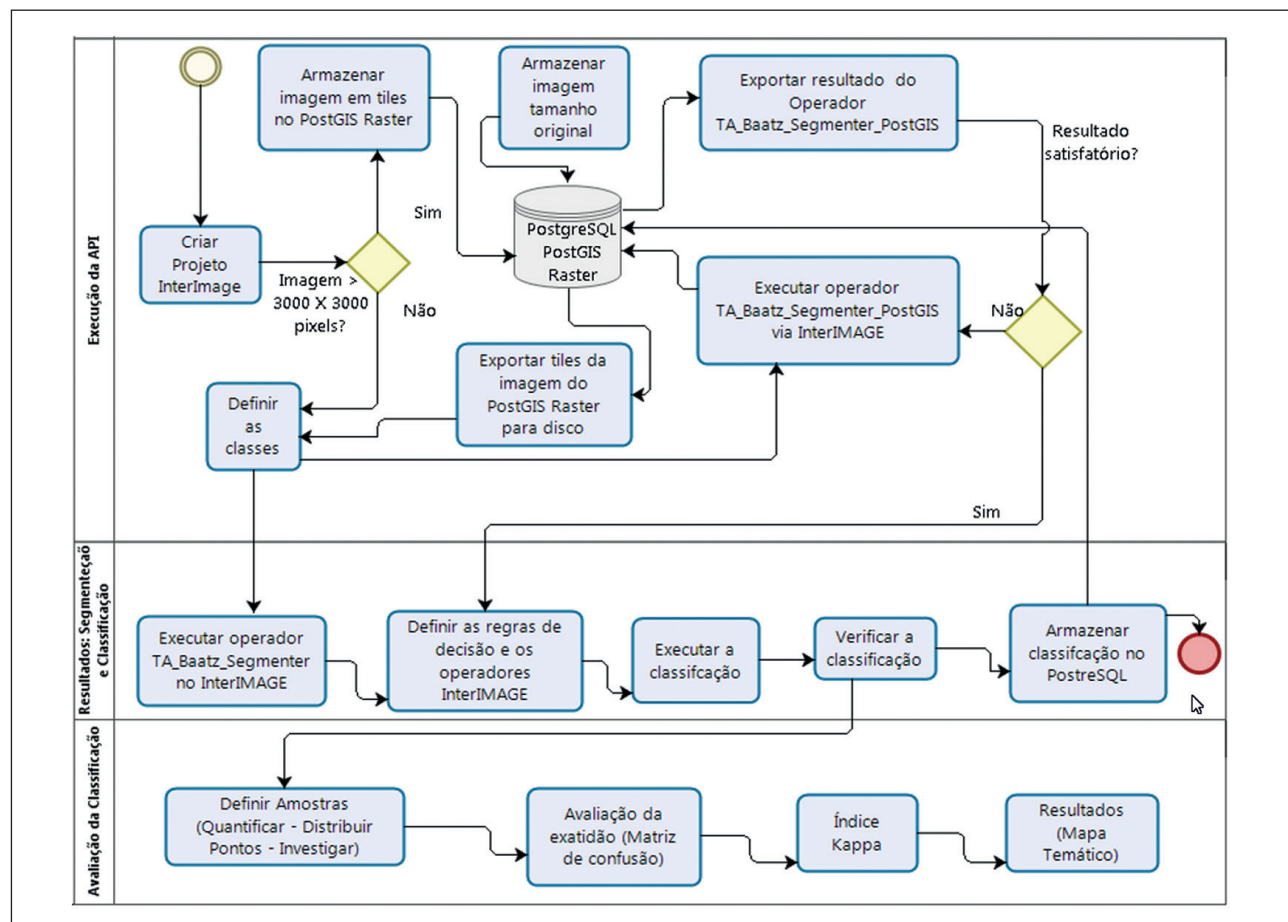 Execução da API
Armazenar
imagem em tiles
no PostGIS Raster
Armazenar
imagem
tamanho
original
Exportar resultado do
Operador
TA_Baatz_Segmenter_PostGIS
Resultado
satisfatório?
Criar
Projeto
InterImage
Imagem >
3000 X 3000
pixels?
Sim
Não
PostgreSQL
PostGIS
Raster
Executar operador
TA_Baatz_Segmenter_PostGIS
via InterIMAGE
Não
Exportar tiles da
imagem do
PostGIS Raster
para disco
Definir
as
classes
Sim
Resultados: Segmenteção
e Classificação
Executar operador
TA_Baatz_Segmenter
no InterIMAGE
Definir as regras de
decisão e os
operadores
InterIMAGE
Executar a
classifcação
Verificar a
classificação
Armazenar
classifcação no
PostreSQL
Avaliação da Classificação
Definir Amostras
(Quantificar - Distribuir
Pontos - Investigar)
Avaliação da
exatidão (Matriz
de confusão)
Índice
Kappa
Resultados
(Mapa
Temático)